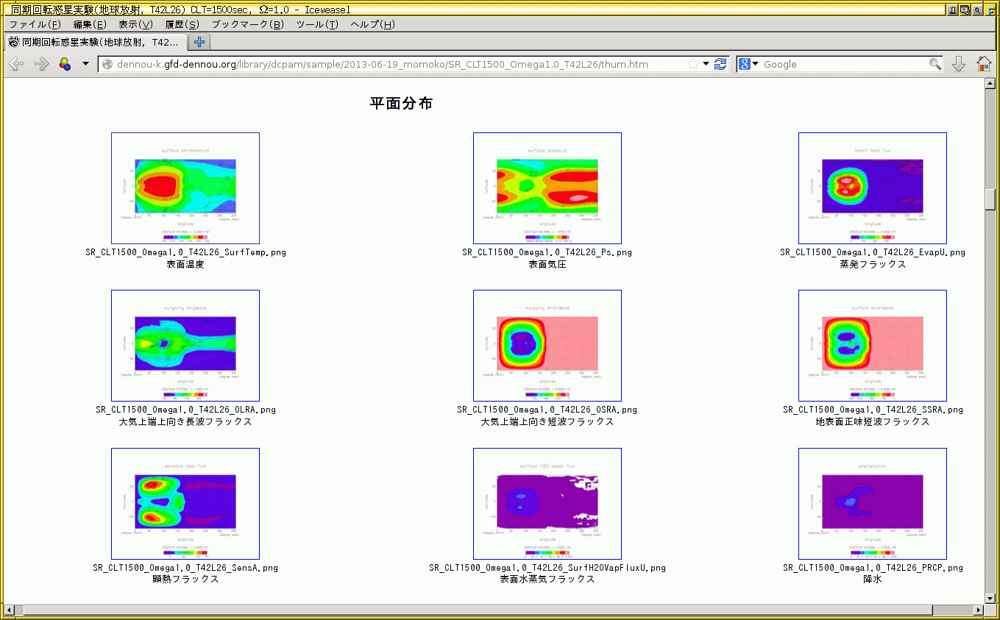 同期回転惑星実験(地球放射, T42L26) CLT=1500sec, Ω=1.0 - Iceweasel
ファイル(F) 編集(E) 表示(V) 履歴(S) ブックマーク(B) ツール(T) ヘルプ(H)
同期回転惑星実験(地球放射, T42...
dennou-k.gfd-dennou.org/library/dcpam/sample/2013-06-19_momoko/SR_CLT1500_Omega1.0_T42L26/thum.htm
Google
平面分布
surface temperature
surface pressure
latent heat flux
longitude
longitude
longitude
SR_CLT1500_Omega1.0_T42L26_SurfTemp.png
SR_CLT1500_Omega1.0_T42L26_Ps.png
SR_CLT1500_Omega1.0_T42L26_EvapU.png
表面温度
表面気圧
蒸発フラックス
outgoing longwave
outgoing shortwave
surface shortwave
longitude
longitude
longitude
SR_CLT1500_Omega1.0_T42L26_OLRA.png
SR_CLT1500_Omega1.0_T42L26_OSRA.png
SR_CLT1500_Omega1.0_T42L26_SSRA.png
大気上端上向き長波フラックス
大気上端上向き短波フラックス
地表面正味短波フラックス
sensible heat flux
surface H2O vapor flux
precipitation
longitude
longitude
longitude
SR_CLT1500_Omega1.0_T42L26_SensA.png
SR_CLT1500_Omega1.0_T42L26_SurfH2OVapFluxU.png
SR_CLT1500_Omega1.0_T42L26_PRCP.png
顕熱フラックス
表面水蒸気フラックス
降水